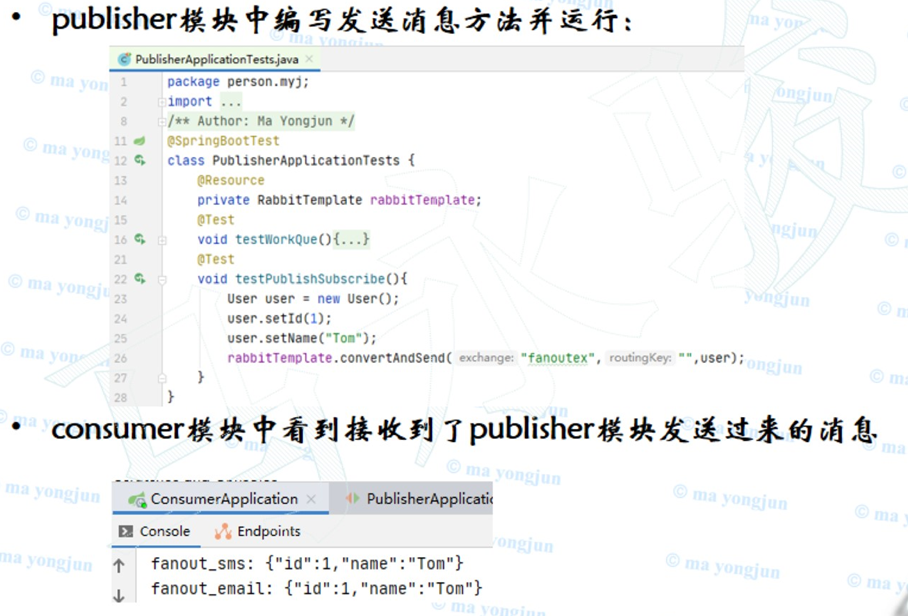 • publisher模块中编写发送消息方法并运行：
PublisherApplicationTests.java ×
1 package person.myj;
2 import ...
8 /** Author: Ma Yongjun */
11 @SpringBootTest
12 class PublisherApplicationTests {
13 @Resource
14 private RabbitTemplate rabbitTemplate;
15 @Test
16 void testWorkQue(){...}
21 @Test
22 void testPublishSubscribe(){
23 User user = new User();
24 user.setId(1);
25 user.setName("Tom");
26 rabbitTemplate.convertAndSend( exchange: "fanoutex", routingKey: "",user);
27 }
28 }
• consumer模块中看到接收到了publisher模块发送过来的消息
ConsumerApplication × PublisherApplicatio
Console Endpoints
fanout_sms: {"id":1,"name":"Tom"}
fanout_email: {"id":1,"name":"Tom"}
© ma yongjun